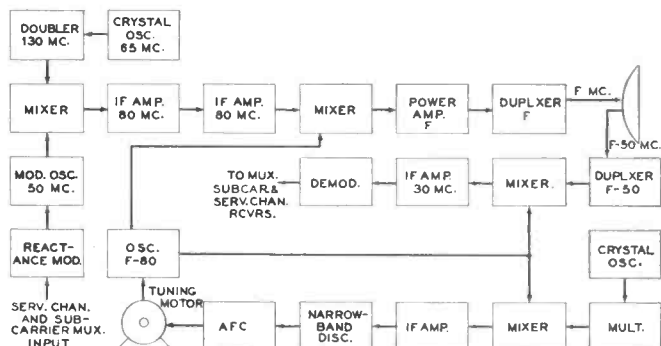 DOUBLER
130 MC.
CRYSTAL
OSC.
65 MC.
MIXER
IF AMP.
80 MC.
IF AMP.
80 MC.
MIXER
POWER
AMP.
F
DUPLXER
F
F MC.
F-50 MC.
MOD. OSC.
50 MC.
TO MUX.
SUBCAR.&
SERV.CHAN.
RCVRS.
DEMOD.
IF AMP.
30 MC.
MIXER.
DUPLXER
F-50
REACT-
ANCE MOD.
OSC.
F-80
CRYSTAL
OSC.
SERV. CHAN.
AND SUB-
CARRIER MUX.
INPUT
TUNING
MOTOR
AFC
NARROW-
BAND
DISC.
IF AMP.
MIXER
MULT.